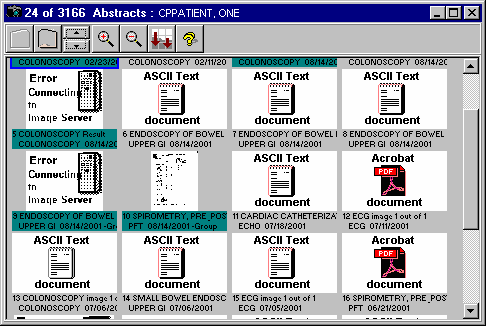 24 of 3166 Abstracts : CPPATIENT, ONE
COLONOSCOPY 02/23/20
COLONOSCOPY 02/11/20
COLONOSCOPY 08/14/20
COLONOSCOPY 08/14/20
Error
Connecting
to
Image Server
ASCII Text
document
ASCII Text
document
ASCII Text
document
5 COLONOSCOPY Result
COLONOSCOPY 08/14/20
6 ENDOSCOPY OF BOWEL
UPPER GI 08/14/2001
7 ENDOSCOPY OF BOWEL I
UPPER GI 08/14/2001
8 ENDOSCOPY OF BOWEL
UPPER GI 08/14/2001
Error
Connecting
to
Image Server
ASCII Text
document
Acrobat
PDF
document
9 ENDOSCOPY OF BOWEL
UPPER GI 08/14/2001-Gro
10 SPIROMETRY, PRE_POS
PFT 08/14/2001-Group
11 CARDIAC CATHETERIZA
ECHO 07/18/2001
12 ECG image 1 out of 1
ECG 07/11/2001
ASCII Text
document
ASCII Text
document
ASCII Text
document
Acrobat
PDF
document
13 COLONOSCOPY image 1 o
COLONOSCOPY 07/06/20
14 SMALL BOWEL ENDOSC
UPPER GI 07/06/2001
15 ECG image 1 out of 1
ECG 07/05/2001
16 SPIROMETRY, PRE_POS
PFT 06/21/2001